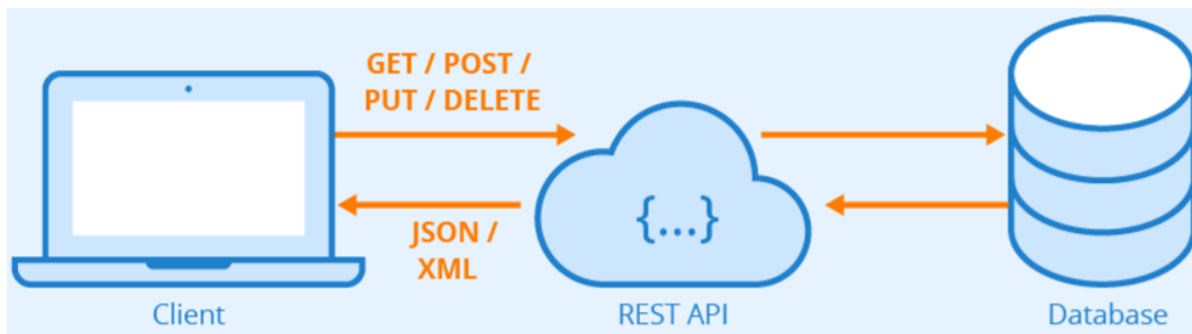 GET / POST /
PUT / DELETE
{...}
JSON /
XML
Client
REST API
Database